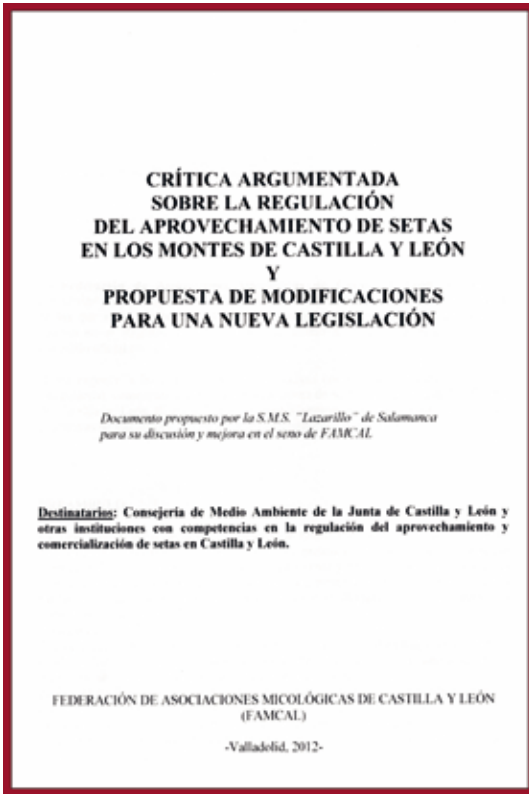 CRÍTICA ARGUMENTADA
SOBRE LA REGULACIÓN
DEL APROVECHAMIENTO DE SETAS
EN LOS MONTES DE CASTILLA Y LEÓN
Y
PROPUESTA DE MODIFICACIONES
PARA UNA NUEVA LEGISLACIÓN
Documento propuesto por la S.M.S. "Lazarillo" de Salamanca
para su discusión y mejora en el seno de FAMCAL
Destinatarios: Consejería de Medio Ambiente de la Junta de Castilla y León y
otras instituciones con competencias en la regulación del aprovechamiento y
comercialización de setas en Castilla y León.
FEDERACIÓN DE ASOCIACIONES MICOLÓGICAS DE CASTILLA Y LEÓN
(FAMCAL)
-Valladolid, 2012-